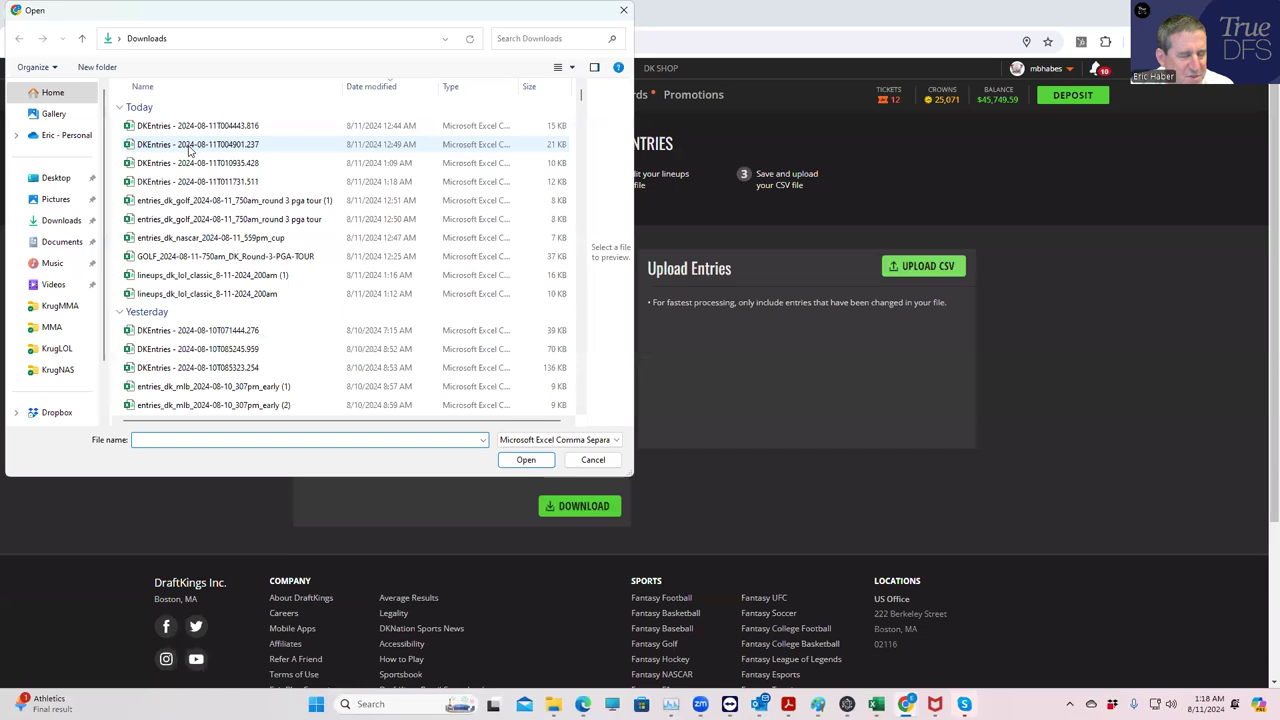 Open
Downloads
Search Downloads
Organize
New folder
Name
Date modified
Type
Size
Home
Gallery
Eric - Personal
Desktop
Pictures
Downloads
Documents
Music
Videos
KrugMMA
MMA
KrugLOL
KrugNAS
Dropbox
Today
DKEntries - 2024-08-11T004443.816 8/11/2024 12:44 AM Microsoft Excel C... 15 KB
DKEntries - 2024-08-11T004901.237 8/11/2024 12:49 AM Microsoft Excel C... 21 KB
DKEntries - 2024-08-11T010935.428 8/11/2024 1:09 AM Microsoft Excel C... 10 KB
DKEntries - 2024-08-11T011731.511 8/11/2024 1:18 AM Microsoft Excel C... 12 KB
entries_dk_golf_2024-08-11_750am_round 3 pga tour (1) 8/11/2024 12:51 AM Microsoft Excel C... 8 KB
entries_dk_golf_2024-08-11_750am_round 3 pga tour 8/11/2024 12:50 AM Microsoft Excel C... 8 KB
entries_dk_nascar_2024-08-11_559pm_cup 8/11/2024 12:47 AM Microsoft Excel C... 7 KB
GOLF_2024-08-11-750am_DK_Round-3-PGA-TOUR 8/11/2024 12:25 AM Microsoft Excel C... 37 KB
lineups_dk_lol_classic_8-11-2024_200am (1) 8/11/2024 1:16 AM Microsoft Excel C... 10 KB
lineups_dk_lol_classic_8-11-2024_200am 8/11/2024 1:12 AM Microsoft Excel C... 10 KB
Yesterday
DKEntries - 2024-08-10T071444.276 8/10/2024 7:15 AM Microsoft Excel C... 39 KB
DKEntries - 2024-08-10T085245.959 8/10/2024 8:52 AM Microsoft Excel C... 70 KB
DKEntries - 2024-08-10T085323.254 8/10/2024 8:53 AM Microsoft Excel C... 136 KB
entries_dk_mlb_2024-08-10_307pm_early (1) 8/10/2024 8:57 AM Microsoft Excel C... 9 KB
entries_dk_mlb_2024-08-10_307pm_early (2) 8/10/2024 8:59 AM Microsoft Excel C... 9 KB
Select a file
to preview.
File name:
Microsoft Excel Comma Separa
Open
Cancel
True
DFS
Eric Haber
DK SHOP
mbhabes
10
Promotions
TICKETS
12
CROWNS
25,071
BALANCE
$45,749.59
DEPOSIT
3
Save and upload
your CSV file
Upload Entries
UPLOAD CSV
• For fastest processing, only include entries that have been changed in your file.
DOWNLOAD
DraftKings Inc.
Boston, MA
COMPANY
About DraftKings
Careers
Mobile Apps
Affiliates
Refer A Friend
Terms of Use
Average Results
Legality
DKNation Sports News
Accessibility
How to Play
Sportsbook
SPORTS
Fantasy Football
Fantasy Basketball
Fantasy Baseball
Fantasy Golf
Fantasy Hockey
Fantasy NASCAR
Fantasy UFC
Fantasy Soccer
Fantasy College Football
Fantasy College Basketball
Fantasy League of Legends
Fantasy Esports
LOCATIONS
US Office
222 Berkeley Street
Boston, MA
02116
1
Athletics
Final result
Search
1:18 AM
8/11/2024